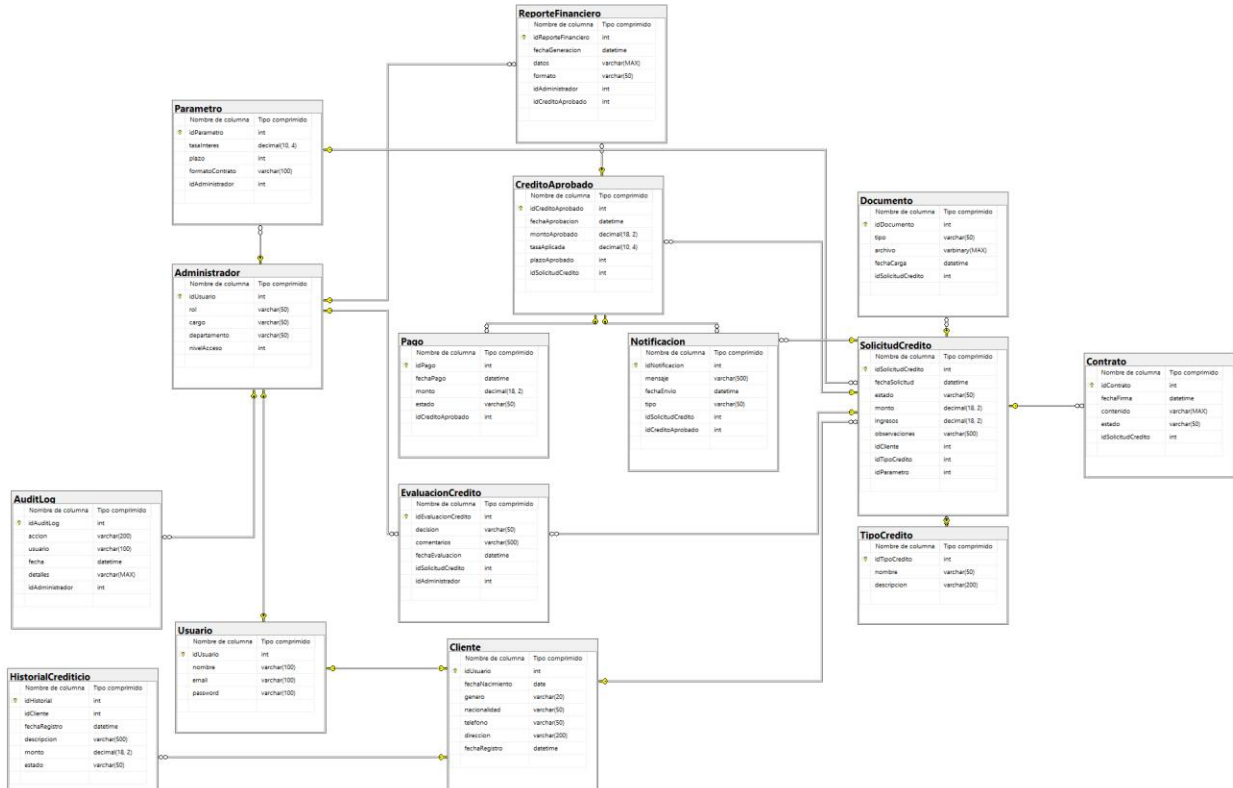 ReporteFinanciero
Nombre de columna Tipo comprimido
idReporteFinanciero int
fechaGeneracion datetime
datos varchar(MAX)
formato varchar(50)
idAdministrador int
idCreditoAprobado int
Parametro
Nombre de columna Tipo comprimido
idParametro int
tasaInteres decimal(10, 4)
plazo int
formatoContrato varchar(100)
idAdministrador int
CreditoAprobado
Nombre de columna Tipo comprimido
idCreditoAprobado int
fechaAprobacion datetime
montoAprobado decimal(18, 2)
tasaAplicada decimal(10, 4)
plazoAprobado int
idSolicitudCredito int
Documento
Nombre de columna Tipo comprimido
idDocumento int
tipo varchar(50)
archivo varbinary(MAX)
fechaCarga datetime
idSolicitudCredito int
Administrador
Nombre de columna Tipo comprimido
idUsuario int
rol varchar(50)
cargo varchar(50)
departamento varchar(50)
nivelAcceso int
Pago
Nombre de columna Tipo comprimido
idPago int
fechaPago datetime
monto decimal(18, 2)
estado varchar(50)
idCreditoAprobado int
Notificacion
Nombre de columna Tipo comprimido
idNotificacion int
mensaje varchar(500)
fechaEnvio datetime
tipo varchar(50)
idSolicitudCredito int
idCreditoAprobado int
SolicitudCredito
Nombre de columna Tipo comprimido
idSolicitudCredito int
fechaSolicitud datetime
estado varchar(50)
monto decimal(18, 2)
ingresos decimal(18, 2)
observaciones varchar(500)
idCliente int
idTipoCredito int
idParametro int
Contrato
Nombre de columna Tipo comprimido
idContrato int
fechaFirma datetime
contenido varchar(MAX)
estado varchar(50)
idSolicitudCredito int
AuditLog
Nombre de columna Tipo comprimido
idAuditLog int
accion varchar(200)
usuario varchar(100)
fecha datetime
detalles varchar(MAX)
idAdministrador int
EvaluacionCredito
Nombre de columna Tipo comprimido
idEvaluacionCredito int
decision varchar(50)
comentarios varchar(500)
fechaEvaluacion datetime
idSolicitudCredito int
idAdministrador int
TipoCredito
Nombre de columna Tipo comprimido
idTipoCredito int
nombre varchar(50)
descripcion varchar(200)
Usuario
Nombre de columna Tipo comprimido
idUsuario int
nombre varchar(100)
email varchar(100)
password varchar(100)
Cliente
Nombre de columna Tipo comprimido
idUsuario int
fechaNacimiento date
genero varchar(20)
nacionalidad varchar(50)
telefono varchar(50)
direccion varchar(200)
fechaRegistro datetime
HistorialCrediticio
Nombre de columna Tipo comprimido
idHistorial int
idCliente int
fechaRegistro datetime
descripcion varchar(500)
monto decimal(18, 2)
estado varchar(50)